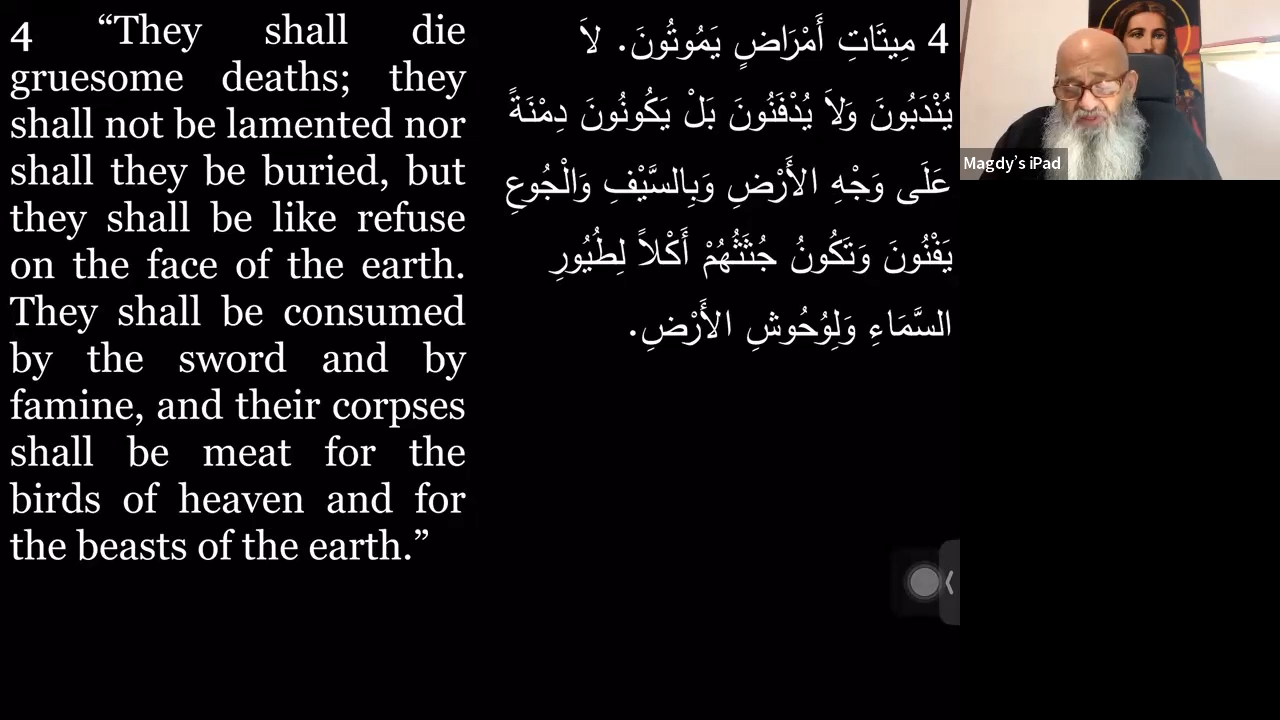 4 “They shall die
gruesome deaths; they
shall not be lamented nor
shall they be buried, but
they shall be like refuse
on the face of the earth.
They shall be consumed
by the sword and by
famine, and their corpses
shall be meat for the
birds of heaven and for
the beasts of the earth.”
4 مِيتَاتِ أَمْرَاضٍ يَمُوتُونَ. لاَ
يُنْدَبُونَ وَلاَ يُدْفَنُونَ بَلْ يَكُونُونَ دِمْنَةً
عَلَى وَجْهِ الأَرْضِ وَبِالسَّيْفِ وَالْجُوعِ
يَفْنُونَ وَتَكُونُ جُثَثُهُمْ أَكْلاً لِطُيُورِ
السَّمَاءِ وَلِوُحُوشِ الأَرْضِ.
Magdy’s iPad